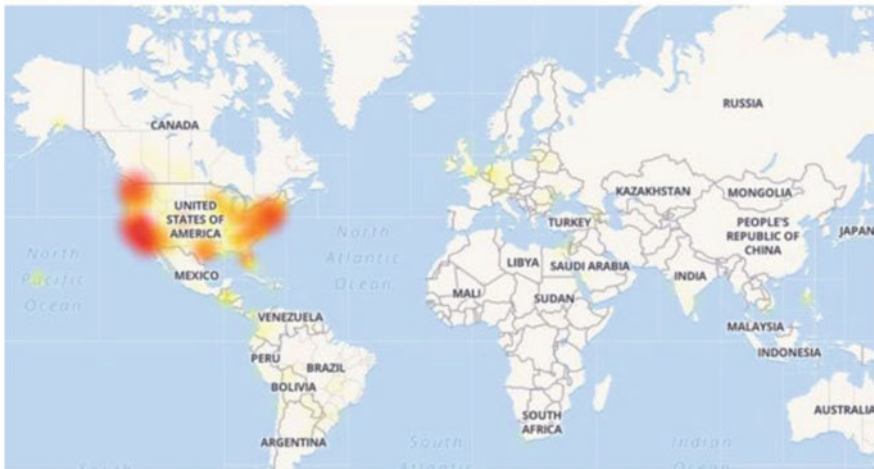 RUSSIA
CANADA
KAZAKHSTAN
MONGOLIA
UNITED
STATES OF
AMERICA
TURKEY
PEOPLE'S
REPUBLIC OF
CHINA
JAPAN
North
Pacific
Ocean
North
Atlantic
Ocean
LIBYA
SAUDI ARABIA
MEXICO
INDIA
MALI
SUDAN
VENEZUELA
MALAYSIA
PERU
BRAZIL
INDONESIA
BOLIVIA
SOUTH
AFRICA
AUSTRALIA
ARGENTINA
South
Atlantic
Indian
Ocean
South